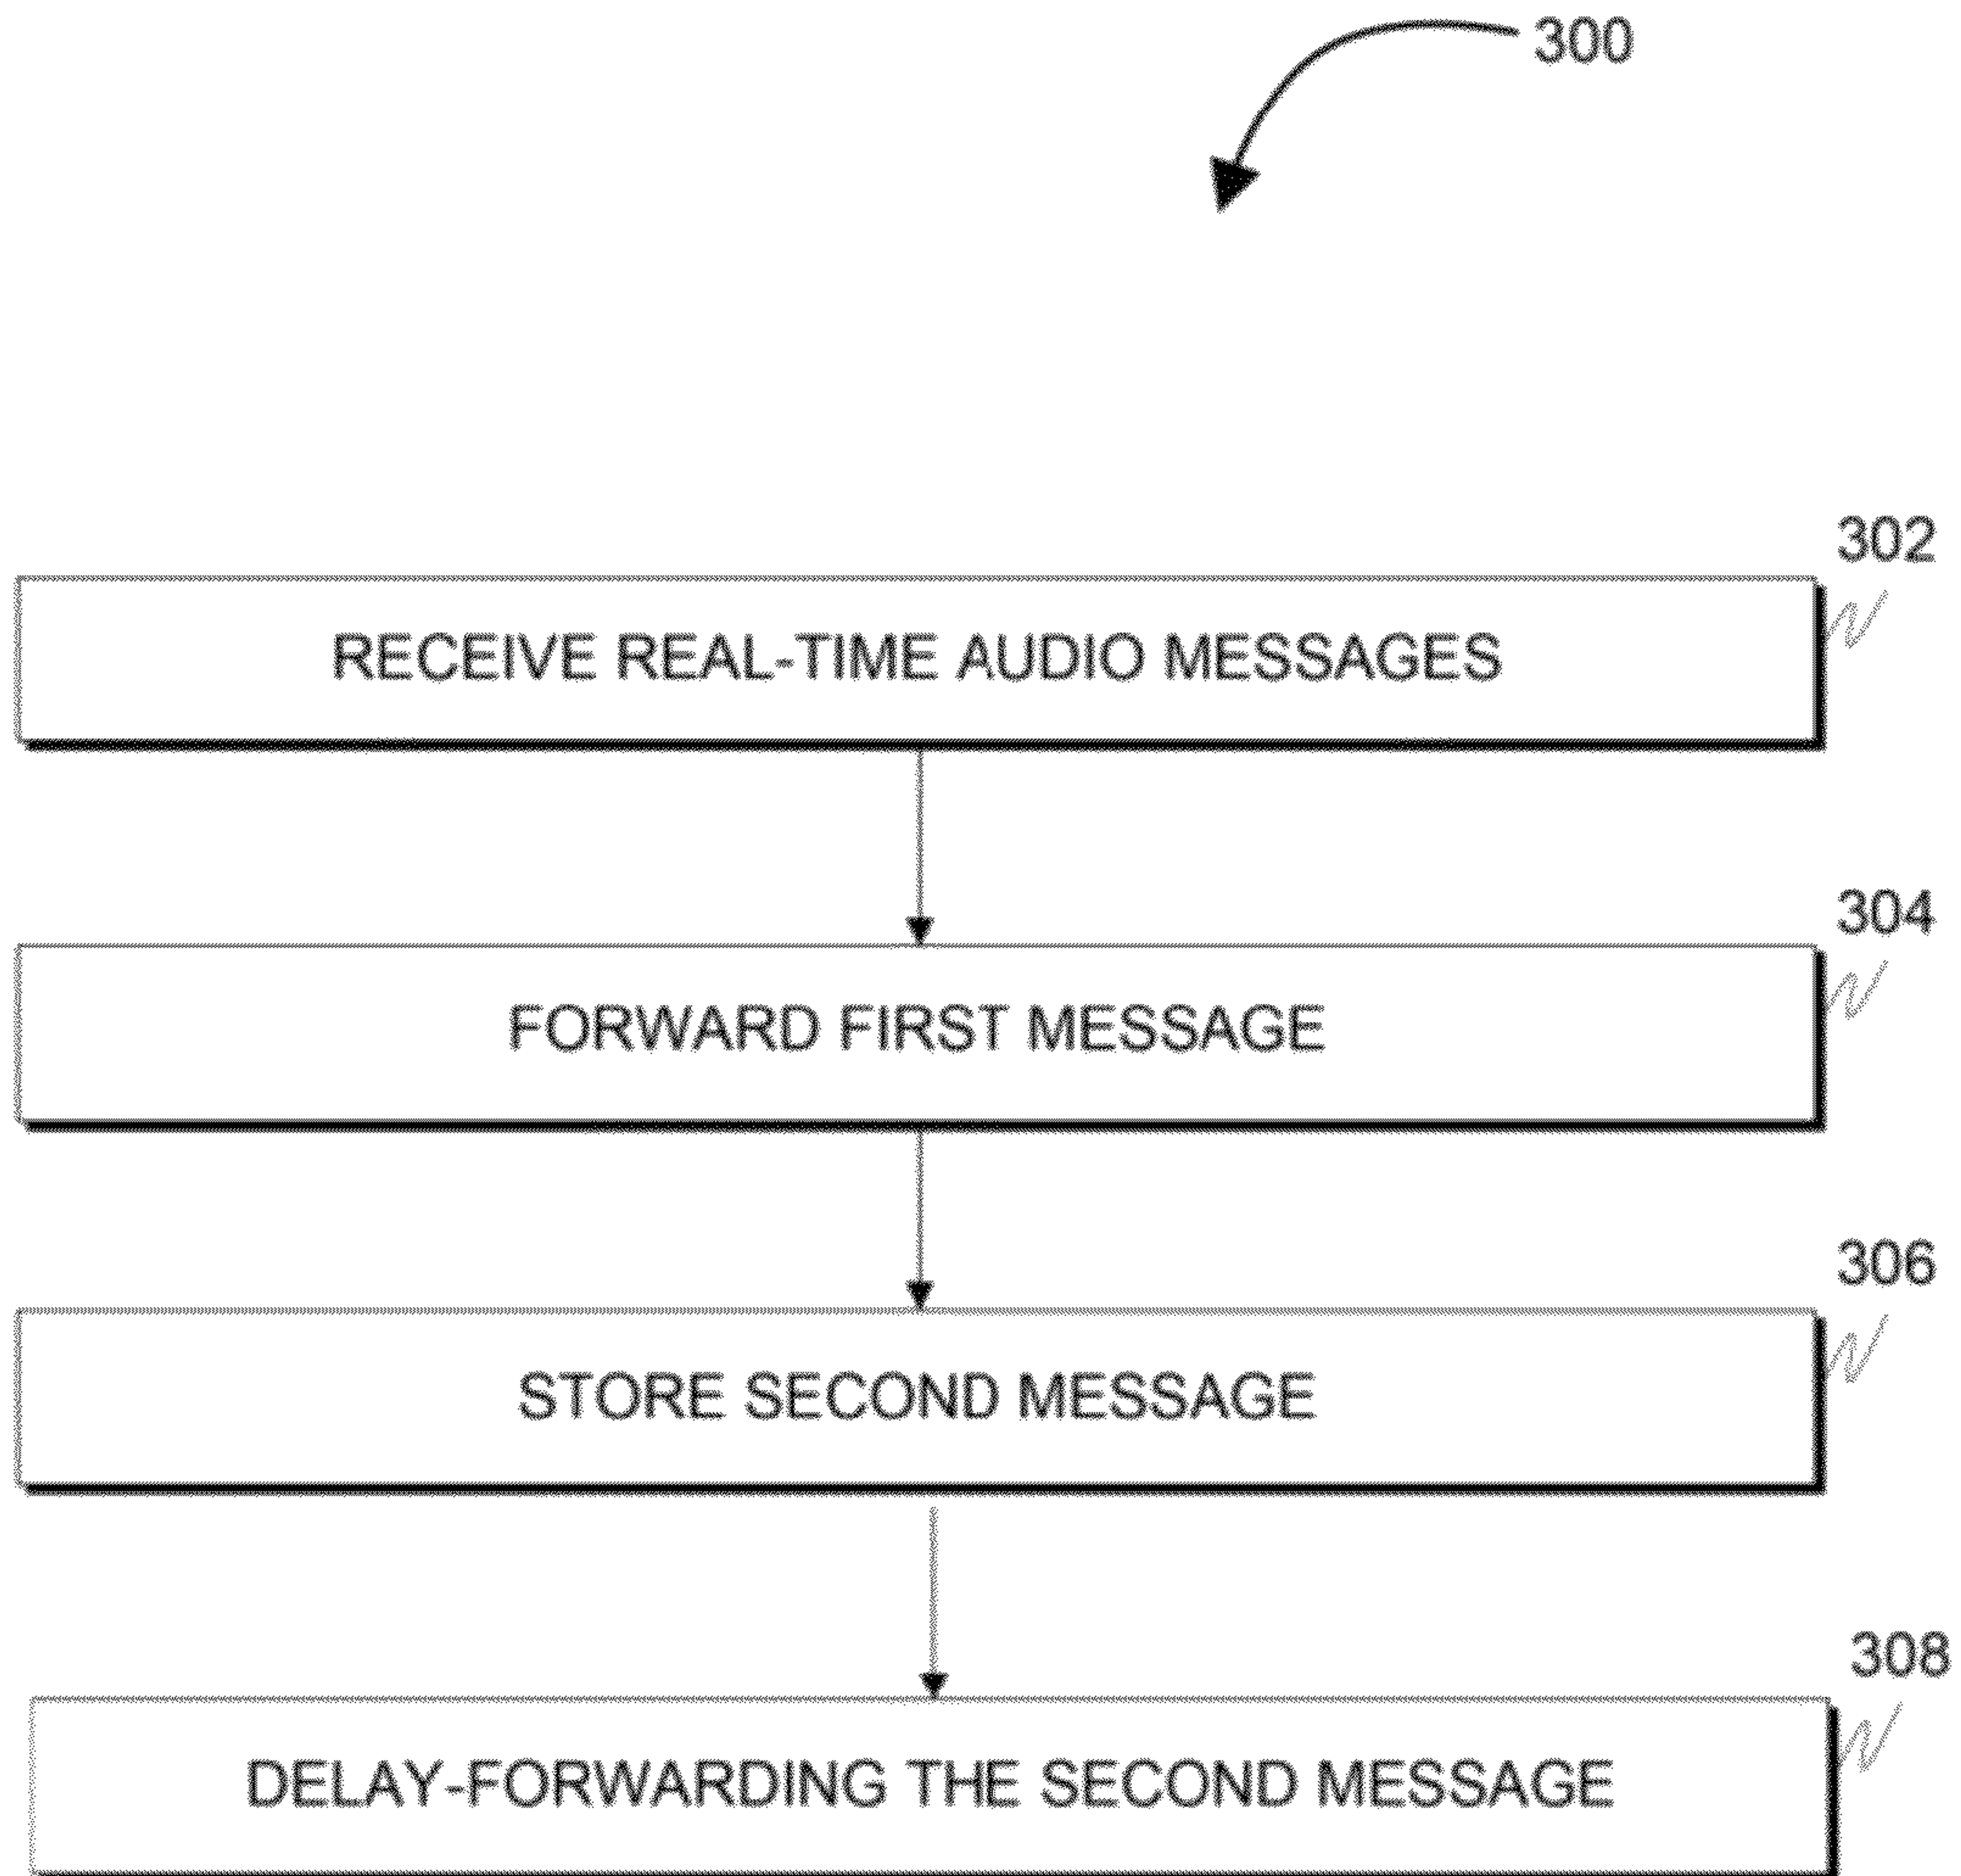 300
302
RECEIVE REAL-TIME AUDIO MESSAGES
304
FORWARD FIRST MESSAGE
306
STORE SECOND MESSAGE
308
DELAY-FORWARDING THE SECOND MESSAGE